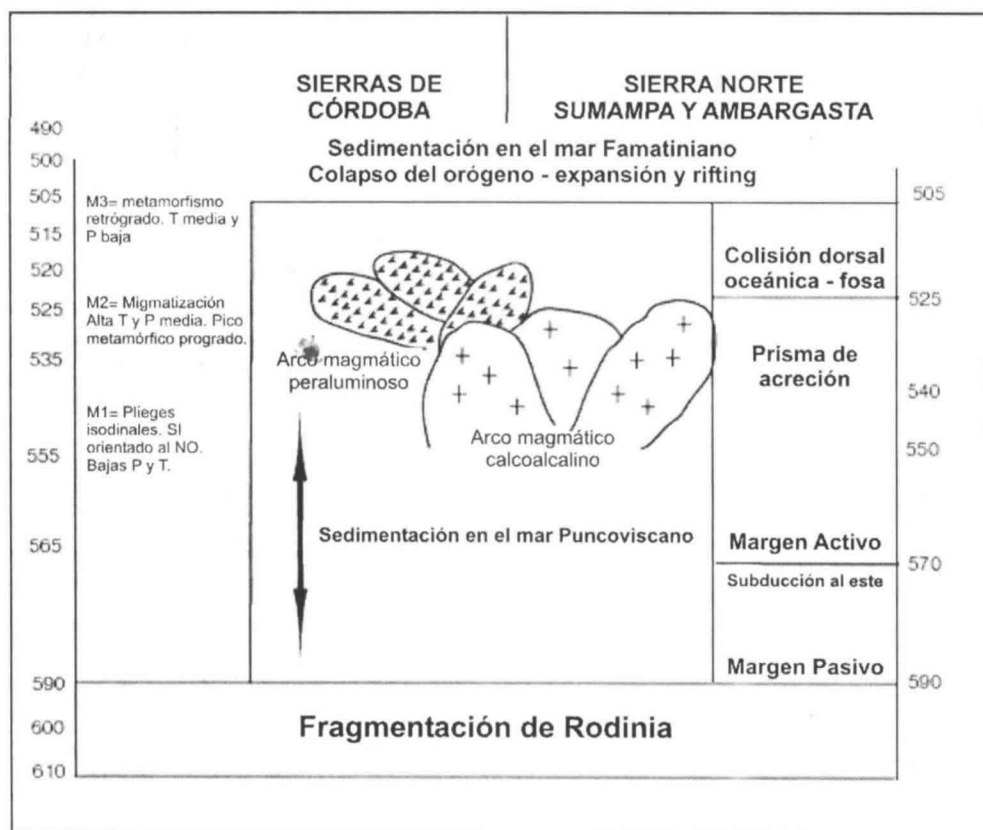 SIERRAS DE
CÓRDOBA
SIERRA NORTE
SUMAMPA Y AMBARGASTA
Sedimentación en el mar Famatiniano
Colapso del orógeno - expansión y rifting
490
500
505
515
520
525
535
555
565
590
600
610
M3= metamorfismo
retrógrado. T media y
P baja
M2= Migmatización
Alta T y P media. Pico
metamórfico progrado.
M1= Plieges
isodinales. SI
orientado al NO.
Bajas P y T.
Arco magmático
peraluminoso
Arco magmático
calcoalcalino
Sedimentación en el mar Puncoviscano
Colisión dorsal
oceánica - fosa
Prisma de
acreción
Margen Activo
Subducción al este
Margen Pasivo
505
525
540
550
570
590
Fragmentación de Rodinia